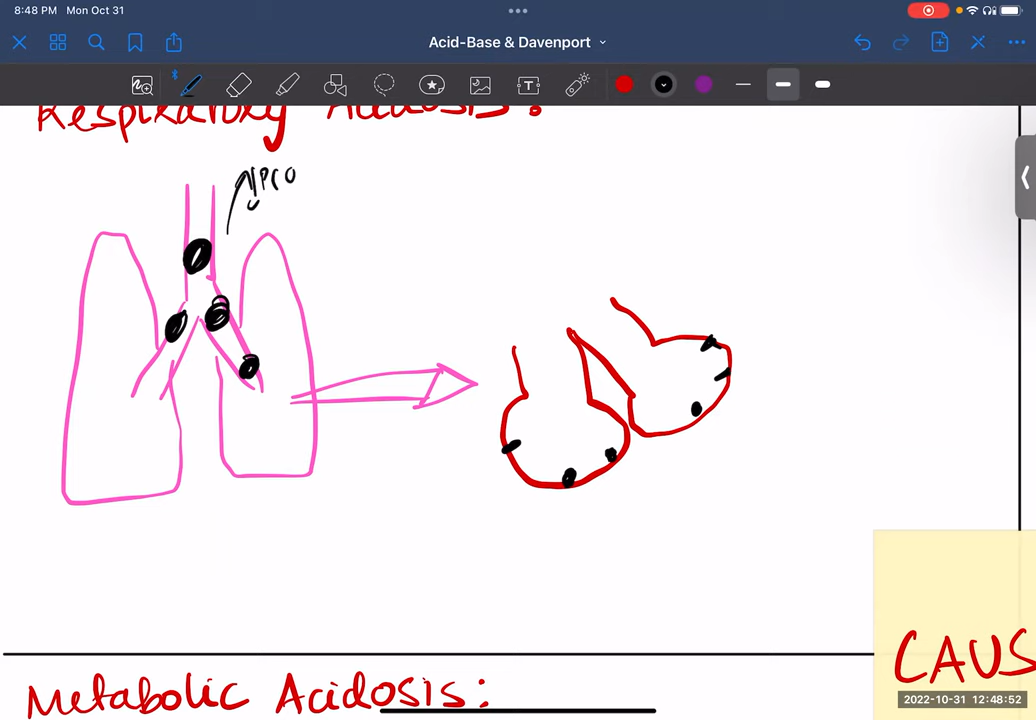 8:48 PM Mon Oct 31
Acid-Base & Davenport
T
Respiratory Acidosis:
PCO
CAUS
2022-10-31 12:48:52
Metabolic Acidosis: